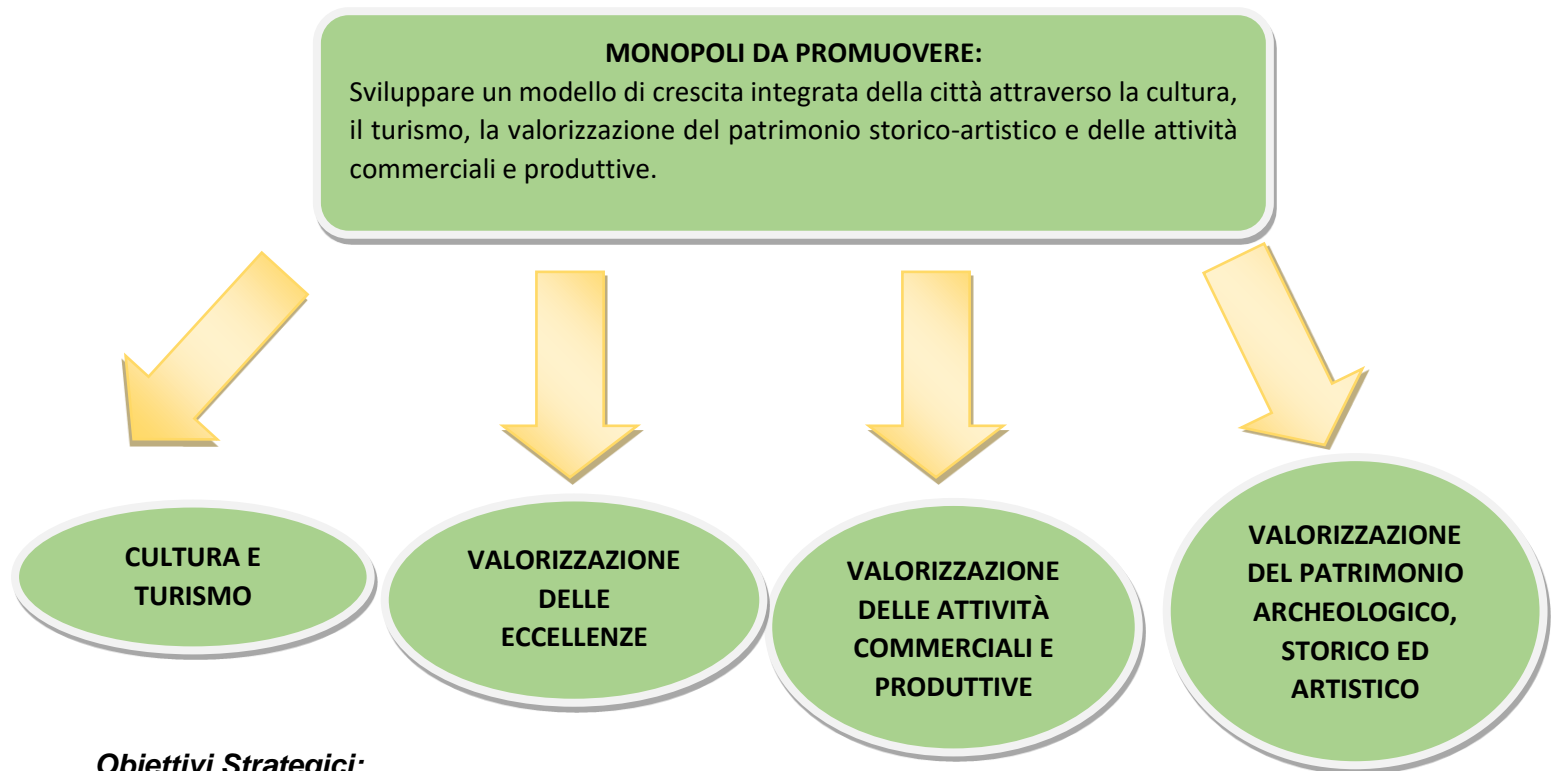 MONOPOLI DA PROMUOVERE:
Sviluppare un modello di crescita integrata della città attraverso la cultura,
il turismo, la valorizzazione del patrimonio storico-artistico e delle attività
commerciali e produttive.
CULTURA E
TURISMO
VALORIZZAZIONE
DELLE
ECCELLENZE
VALORIZZAZIONE
DELLE ATTIVITÀ
COMMERCIALI E
PRODUTTIVE
VALORIZZAZIONE
DEL PATRIMONIO
ARCHEOLOGICO,
STORICO ED
ARTISTICO
Obiettivi Strategici: